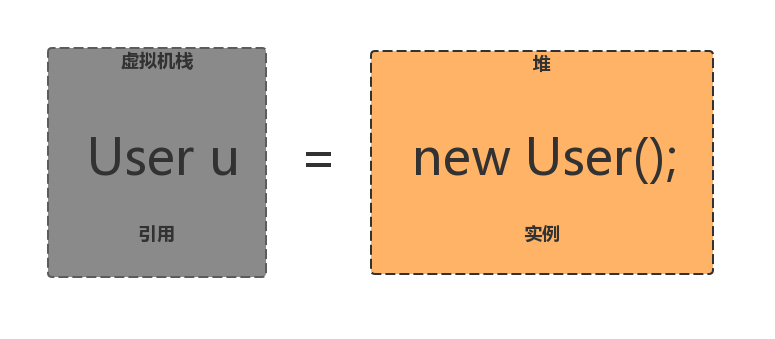 虚拟机栈
堆
User u = new User();
引用
实例